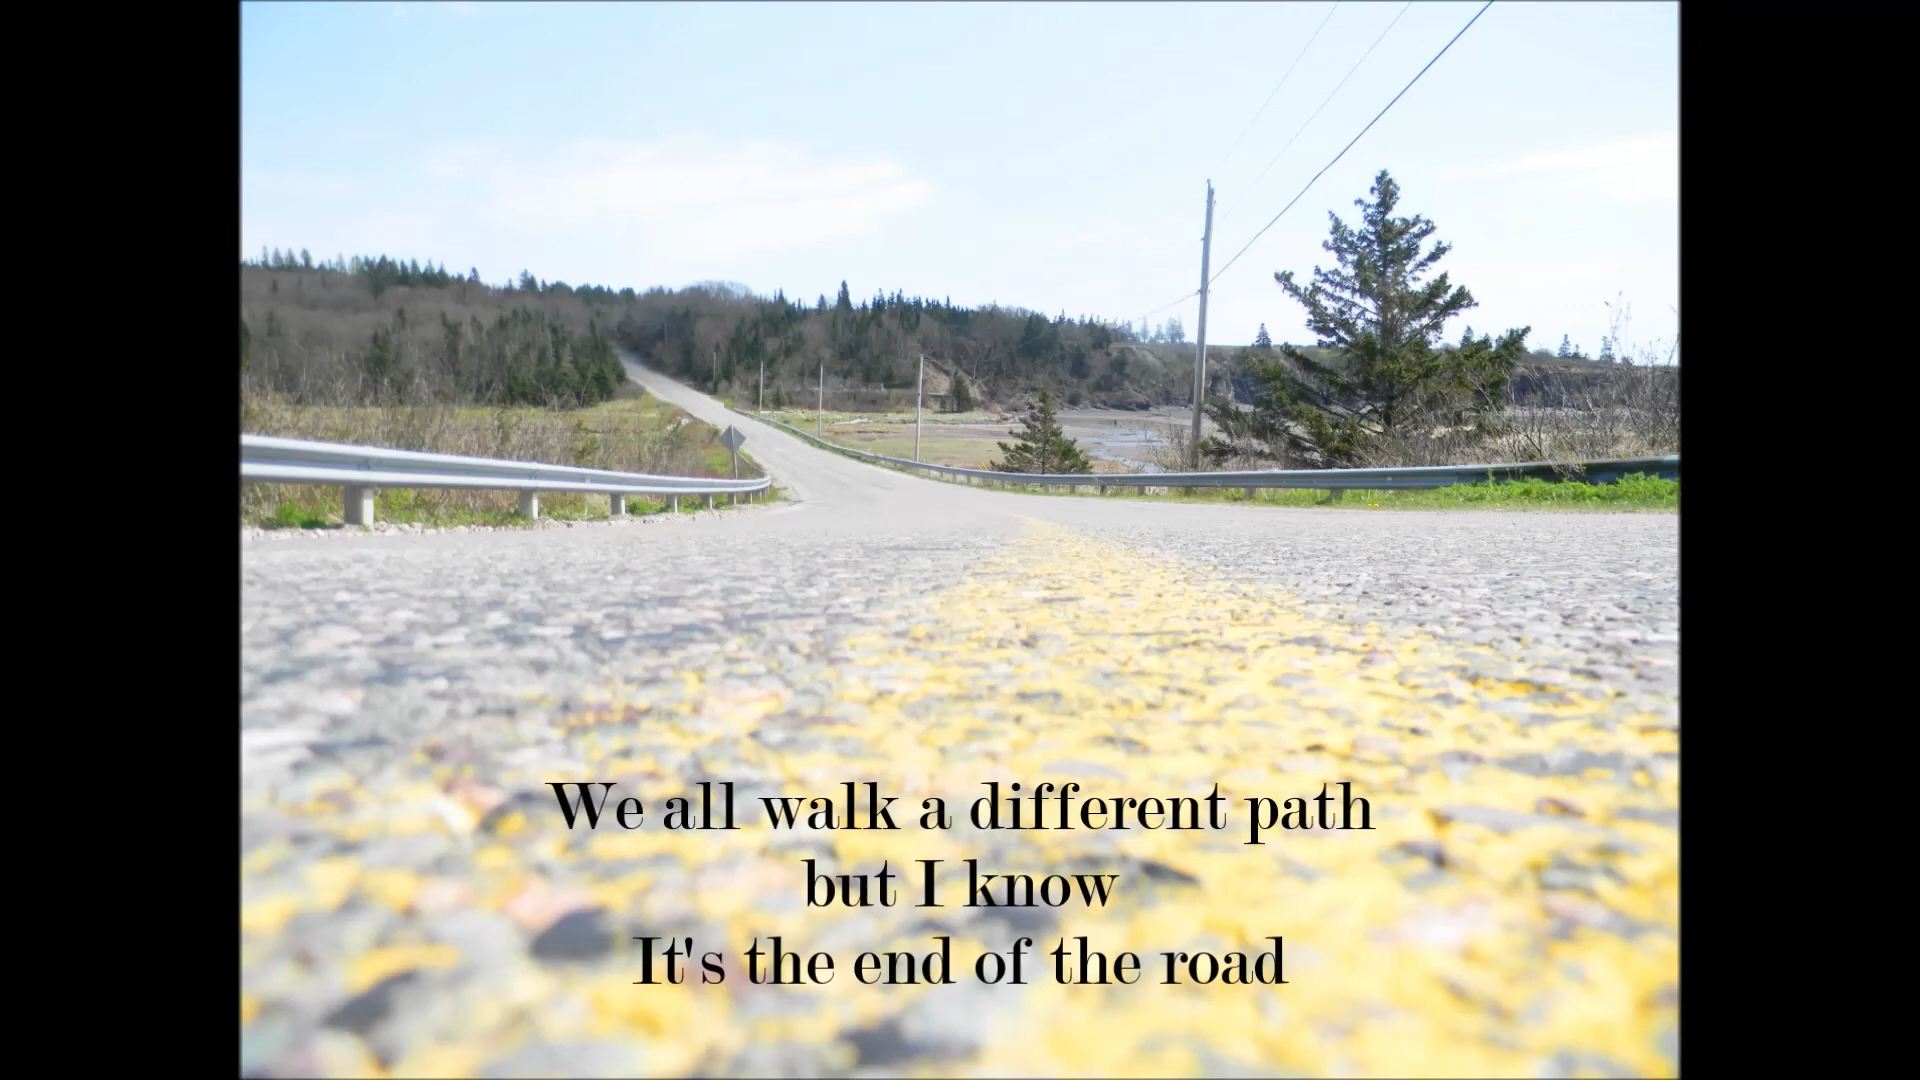 We all walk a different path
but I know
It's the end of the road